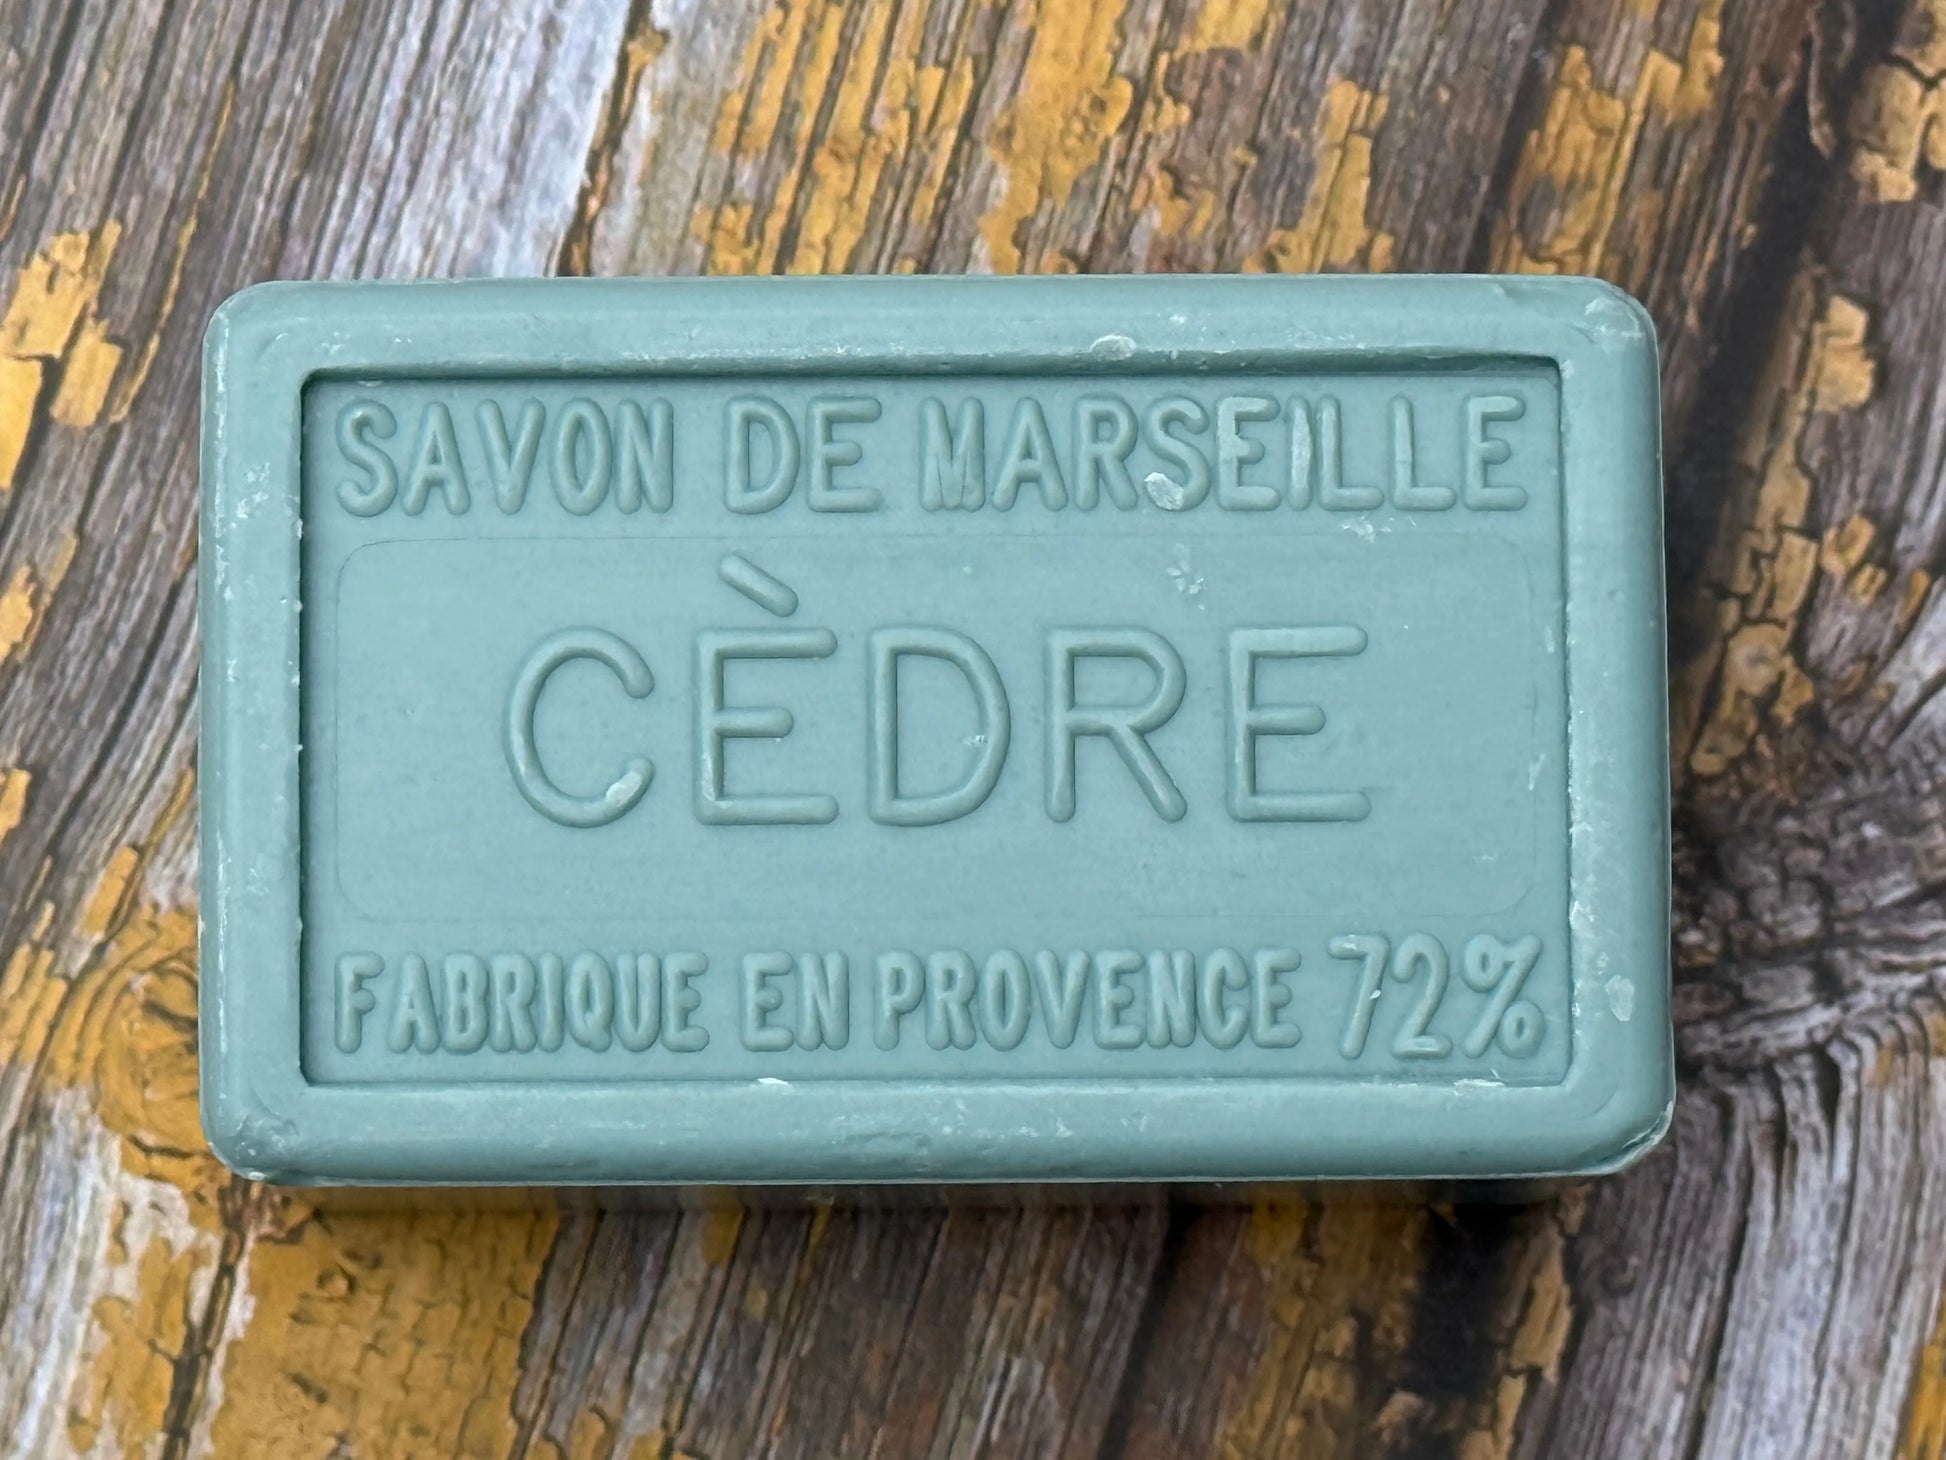 SAVON DE MARSEILLE
CÈDRE
FABRIQUE EN PROVENCE 72%